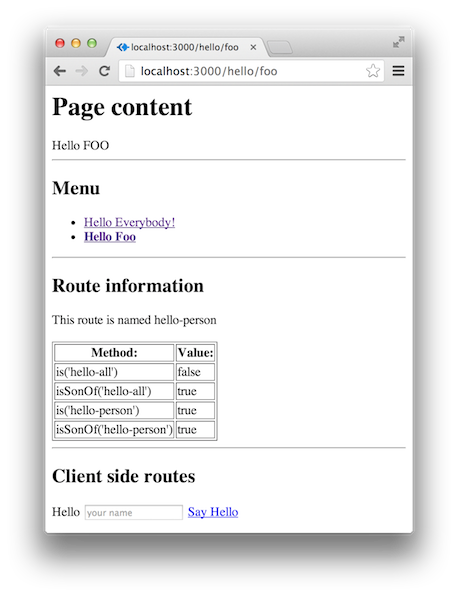 localhost:3000/hello/foo
localhost:3000/hello/foo
Page content
Hello FOO
Menu
Hello Everybody!
Hello Foo
Route information
This route is named hello-person
Method: Value:
is('hello-all') false
isSonOf('hello-all') true
is('hello-person') true
isSonOf('hello-person') true
Client side routes
Hello your name Say Hello